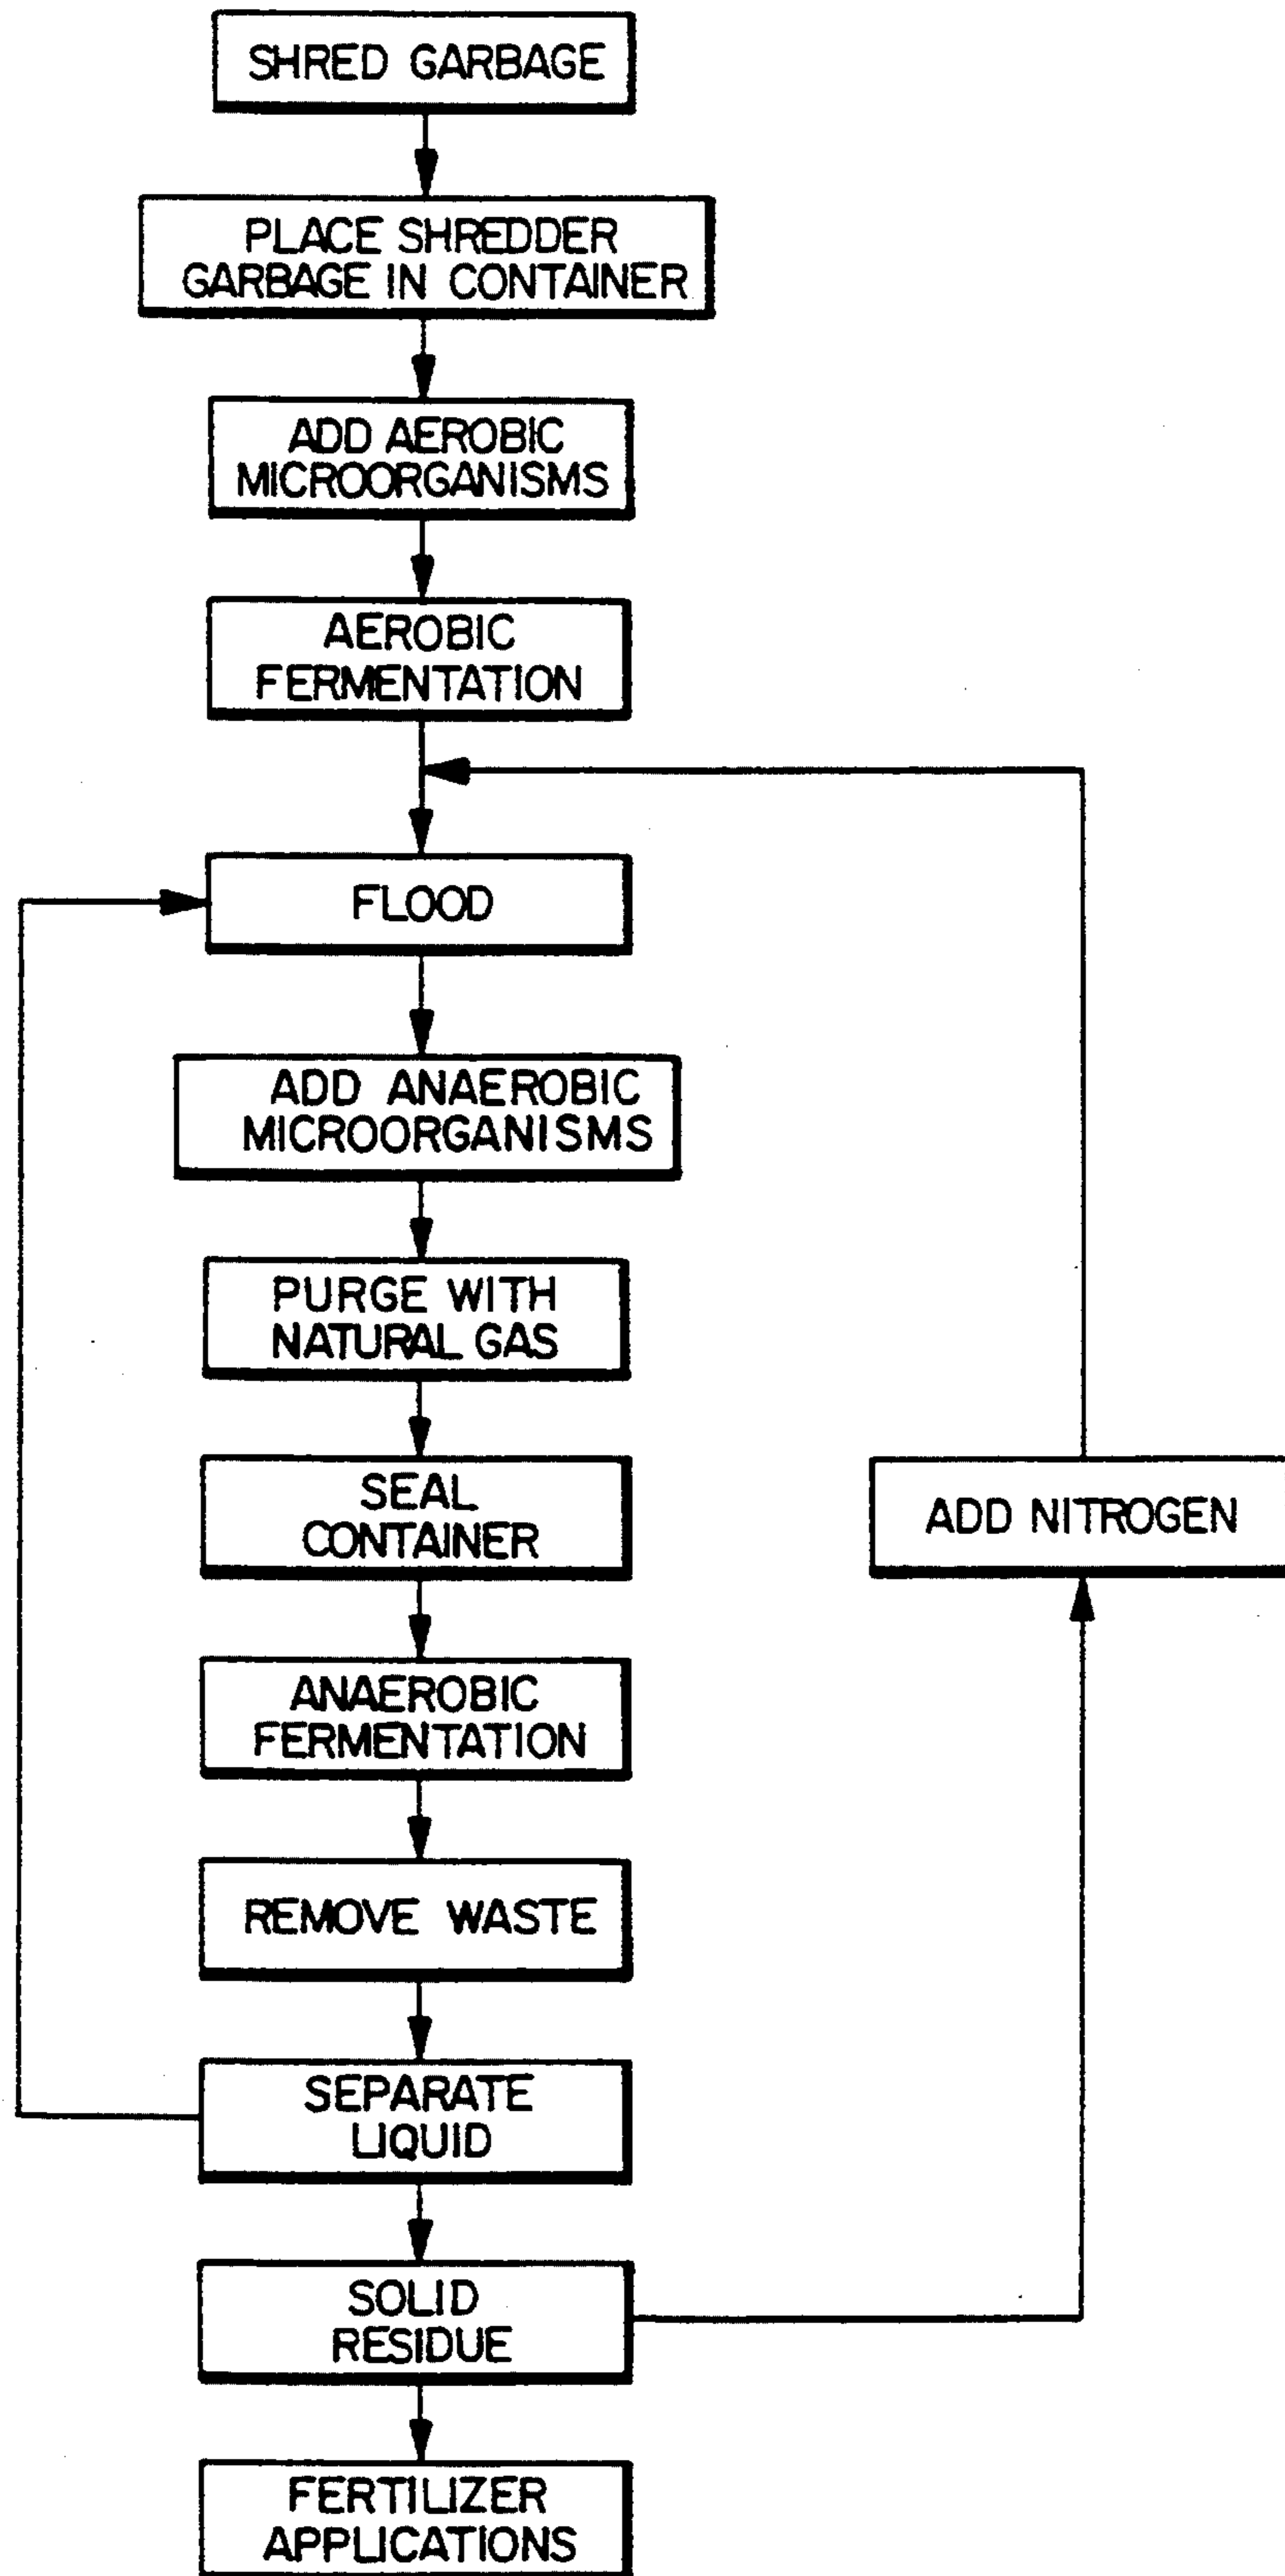 SHRED GARBAGE
PLACE SHREDDER
GARBAGE IN CONTAINER
ADD AEROBIC
MICROORGANISMS
AEROBIC
FERMENTATION
FLOOD
ADD ANAEROBIC
MICROORGANISMS
PURGE WITH
NATURAL GAS
SEAL
CONTAINER
ADD NITROGEN
ANAEROBIC
FERMENTATION
REMOVE WASTE
SEPARATE
LIQUID
SOLID
RESIDUE
FERTILIZER
APPLICATIONS